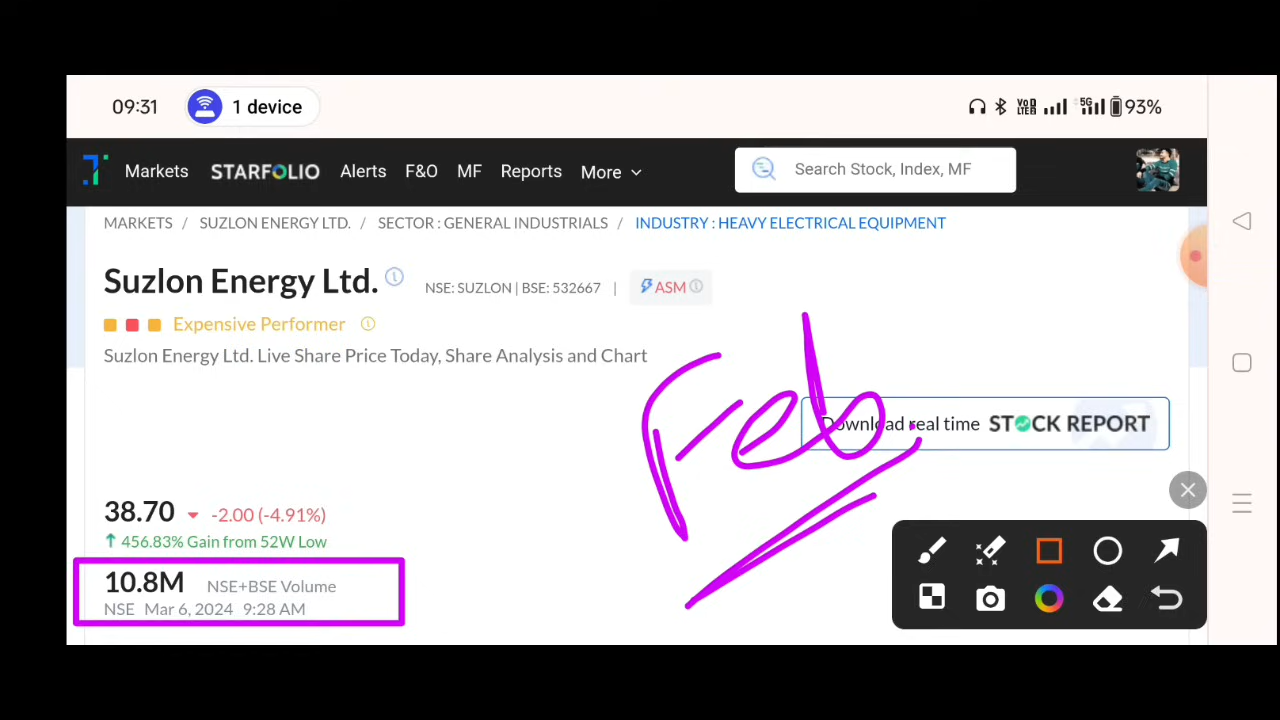 09:31 1 device VoD LTE 5G 93%
Markets STARFOLIO Alerts F&O MF Reports More Search Stock, Index, MF
MARKETS / SUZLON ENERGY LTD. / SECTOR : GENERAL INDUSTRIALS / INDUSTRY : HEAVY ELECTRICAL EQUIPMENT
Suzlon Energy Ltd. NSE: SUZLON | BSE: 532667 | ASM
Expensive Performer
Suzlon Energy Ltd. Live Share Price Today, Share Analysis and Chart
Feb
Download real time STOCK REPORT
38.70 -2.00 (-4.91%)
456.83% Gain from 52W Low
10.8M NSE+BSE Volume
NSE Mar 6, 2024 9:28 AM